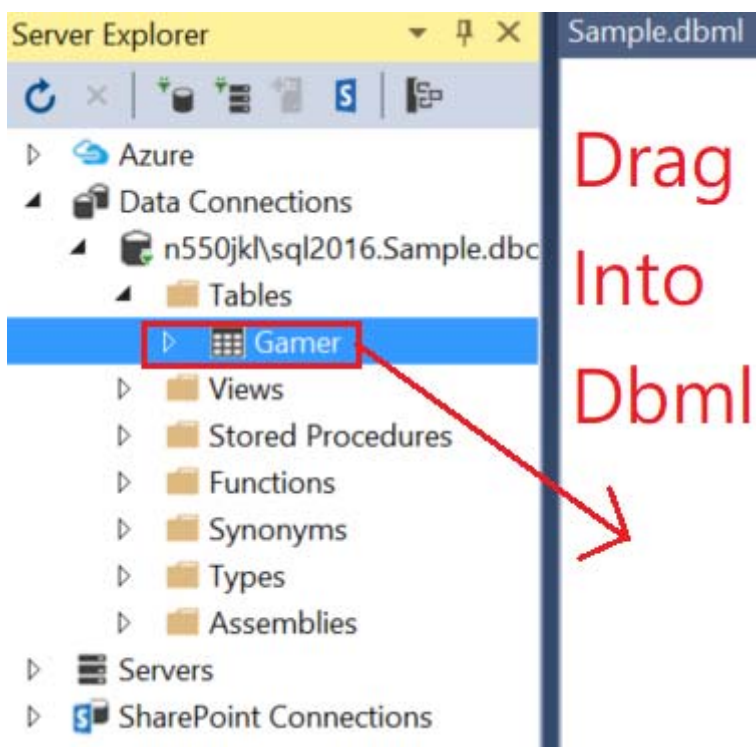 Server Explorer
Sample.dbml
Azure
Data Connections
n550jkl\sql2016.Sample.dbc
Tables
Gamer
Views
Stored Procedures
Functions
Synonyms
Types
Assemblies
Servers
SharePoint Connections
Drag
Into
Dbml